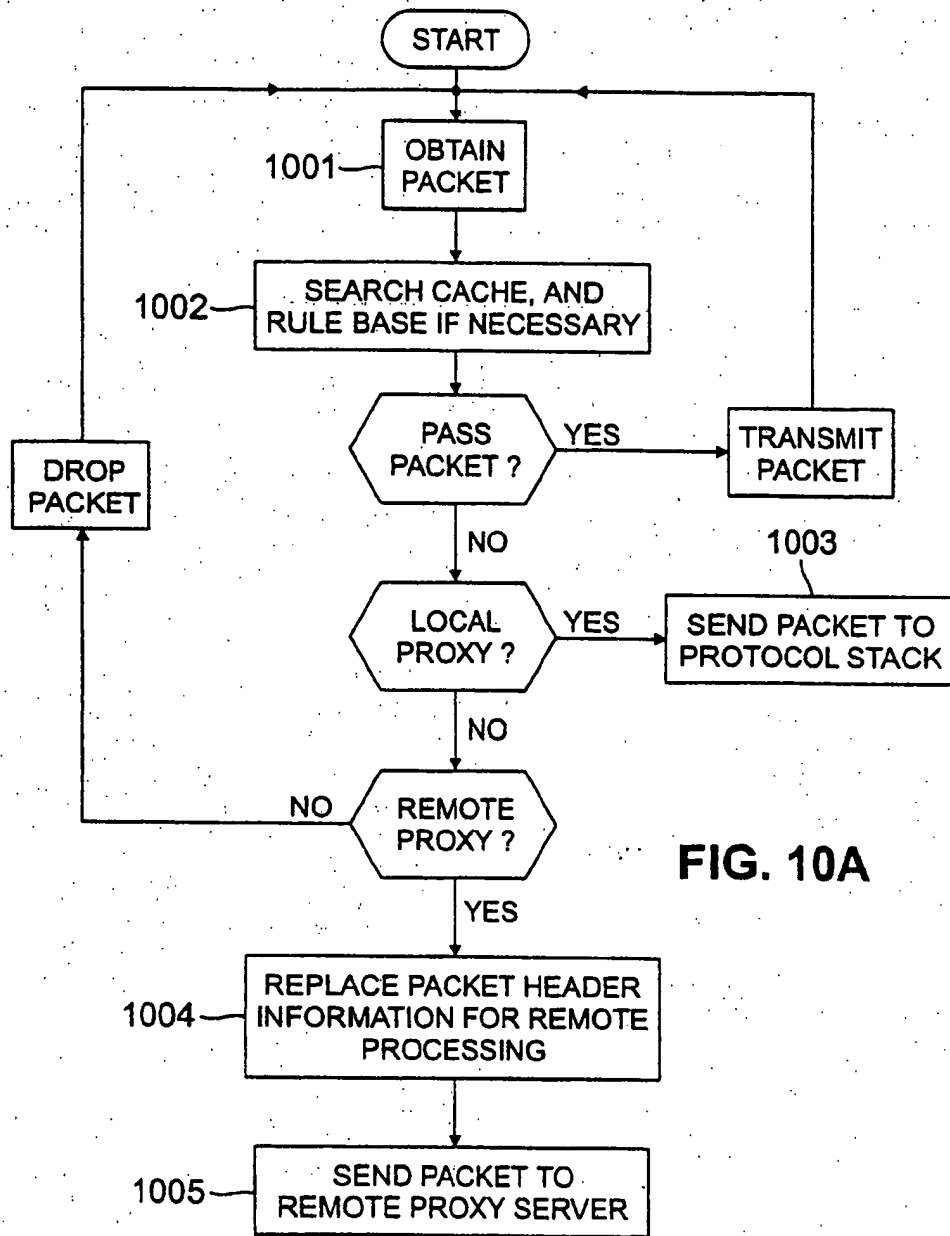 START
1001
OBTAIN
PACKET
1002
SEARCH CACHE, AND
RULE BASE IF NECESSARY
PASS
PACKET ?
YES
TRANSMIT
PACKET
DROP
PACKET
NO
1003
LOCAL
PROXY ?
YES
SEND PACKET TO
PROTOCOL STACK
NO
REMOTE
PROXY ?
NO
FIG. 10A
YES
1004
REPLACE PACKET HEADER
INFORMATION FOR REMOTE
PROCESSING
1005
SEND PACKET TO
REMOTE PROXY SERVER